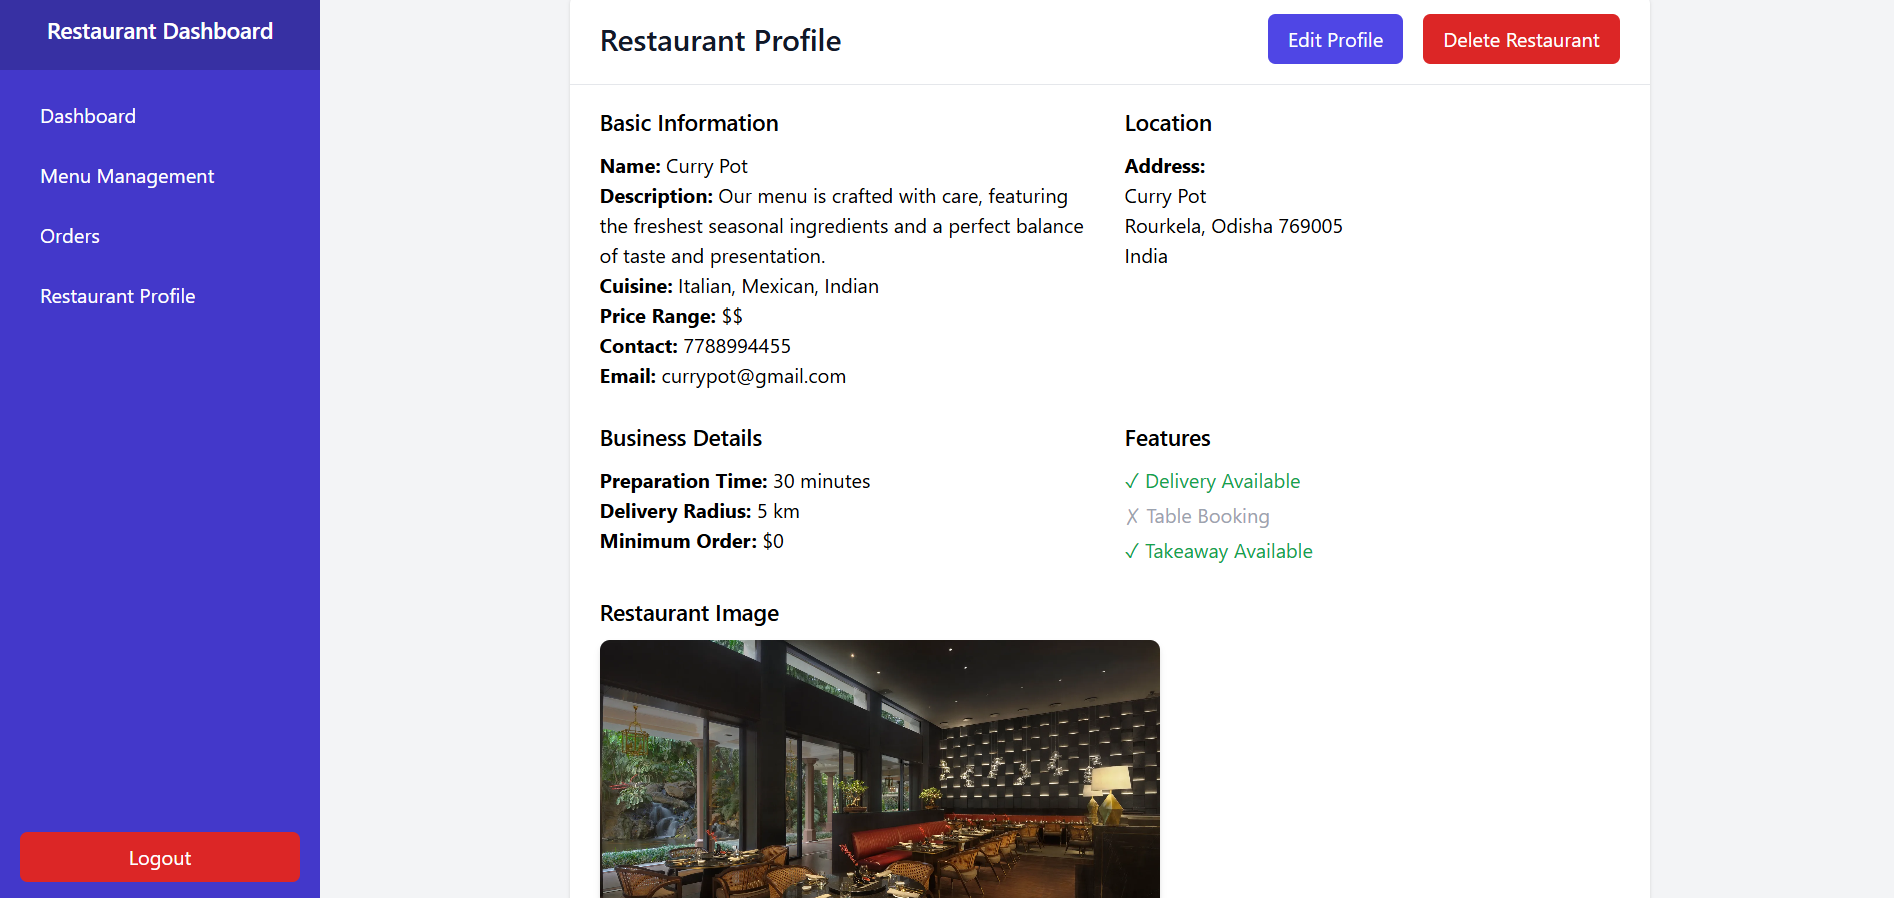 Restaurant Dashboard
Dashboard
Menu Management
Orders
Restaurant Profile
Logout
Restaurant Profile
Edit Profile
Delete Restaurant
Basic Information
Name: Curry Pot
Description: Our menu is crafted with care, featuring
the freshest seasonal ingredients and a perfect balance
of taste and presentation.
Cuisine: Italian, Mexican, Indian
Price Range: $$
Contact: 7788994455
Email: currypot@gmail.com
Location
Address:
Curry Pot
Rourkela, Odisha 769005
India
Business Details
Preparation Time: 30 minutes
Delivery Radius: 5 km
Minimum Order: $0
Features
✓ Delivery Available
✗ Table Booking
✓ Takeaway Available
Restaurant Image